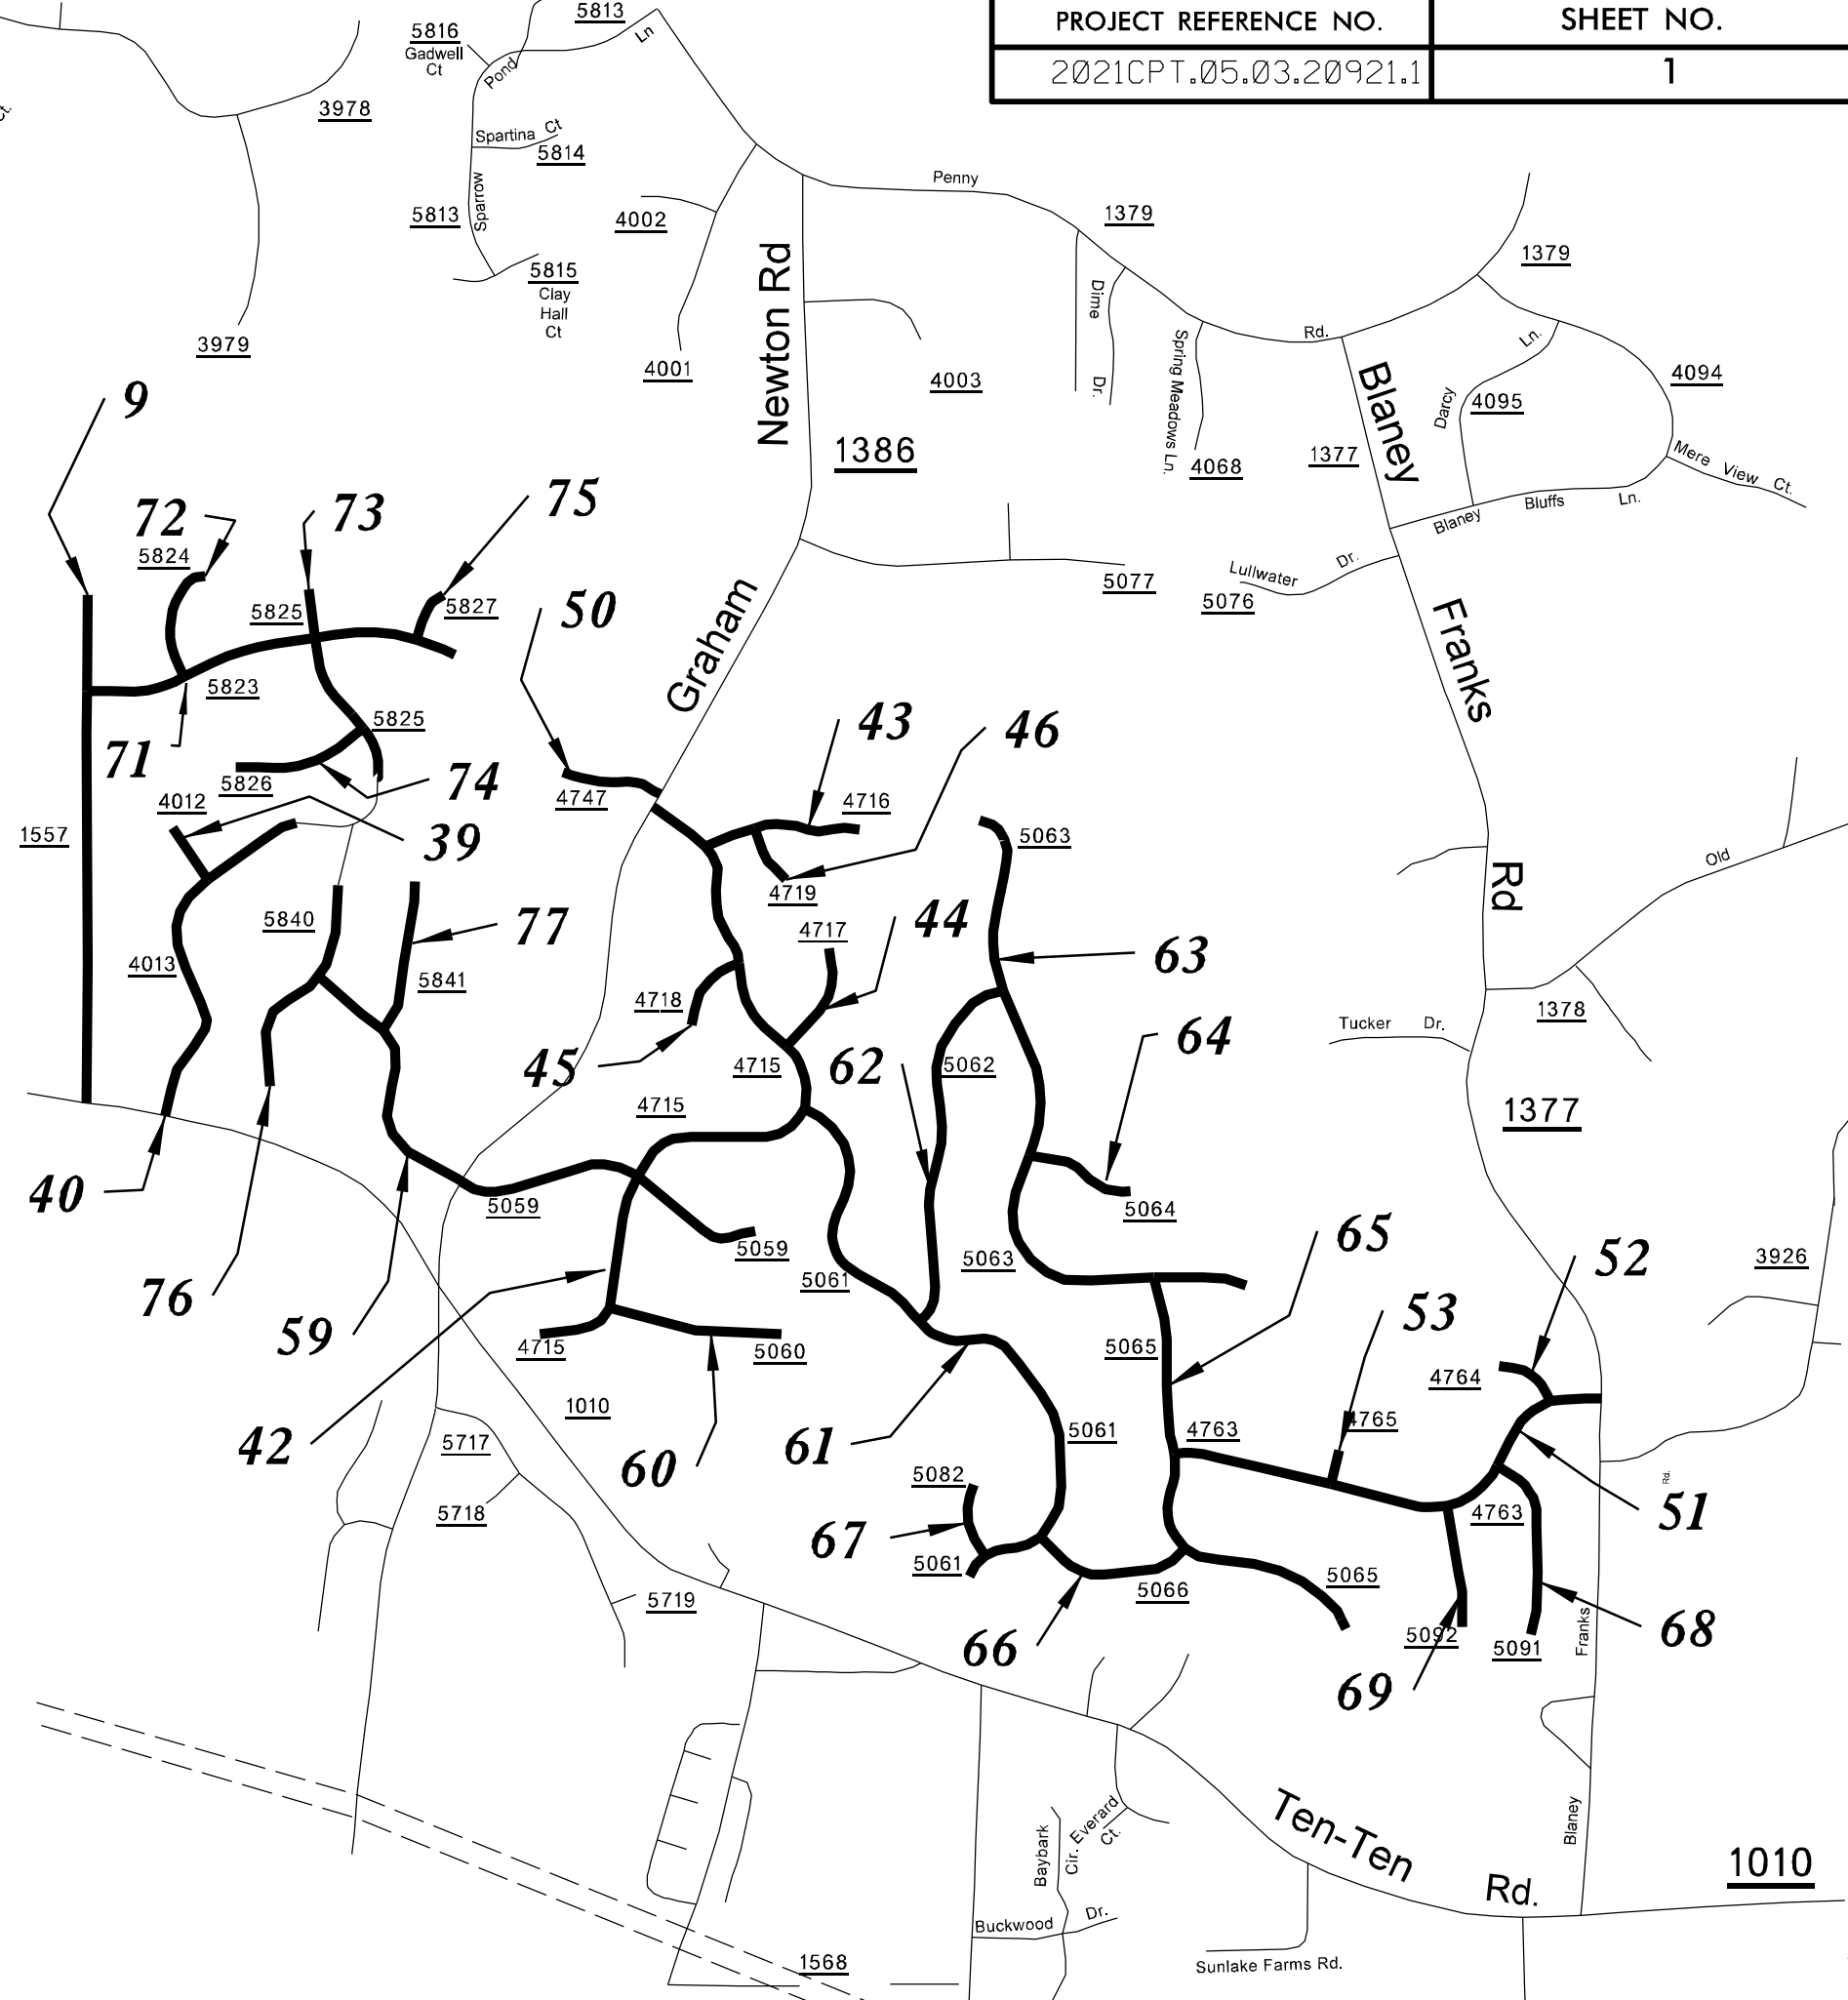 PROJECT REFERENCE NO.
SHEET NO.
2021CPT.05.03.20921.1
1
5813
5816
Gadwell
Ct
Pond
Ln
Ct.
3978
Spartina Ct
5814
Sparrow
5813
5815
Clay
Hall
Ct
3979
4002
4001
Penny
1379
1379
Newton Rd
4003
1386
Dime
Dr.
Spring Meadows Ln.
4068
Rd.
Blaney
1377
Darcy
Ln.
4095
4094
Mere View Ct.
Blaney
Bluffs
Ln.
Lullwater
Dr.
5076
5077
9
72
5824
73
75
5825
5827
50
5823
71
5825
5826
74
4012
39
1557
Graham
Franks
4747
43
46
4716
4719
5063
Rd
Old
5840
77
4013
5841
4717
44
63
4718
45
4715
62
5062
64
Tucker Dr.
1378
1377
4715
40
5059
5059
5061
5063
5064
65
52
3926
76
59
4715
5060
5065
53
4764
42
1010
60
61
5061
4763
4765
Rd.
5717
5718
5082
67
5061
4763
51
5719
5066
66
5065
5092
69
5091
68
Franks
Blaney
Ten-Ten
Rd.
1010
Baybark
Cir.
Everard
Ct.
Buckwood
Dr.
1568
Sunlake Farms Rd.